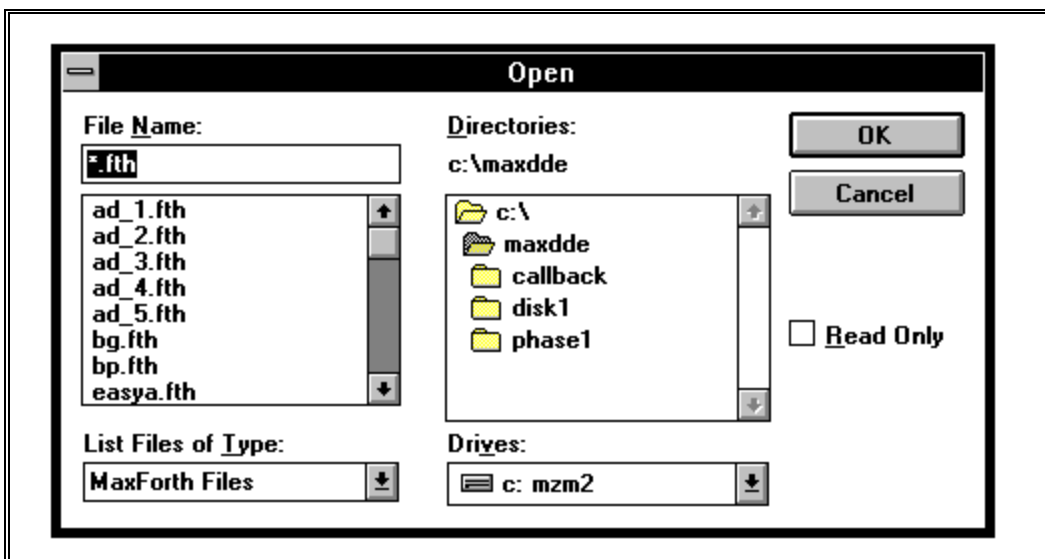 Open
File Name:
*.fth
ad_1.fth
ad_2.fth
ad_3.fth
ad_4.fth
ad_5.fth
bg.fth
bp.fth
easya.fth
List Files of Type:
MaxForth Files
Directories:
c:\maxdde
c:\
maxdde
callback
disk1
phase1
Drives:
c: mzm2
OK
Cancel
Read Only